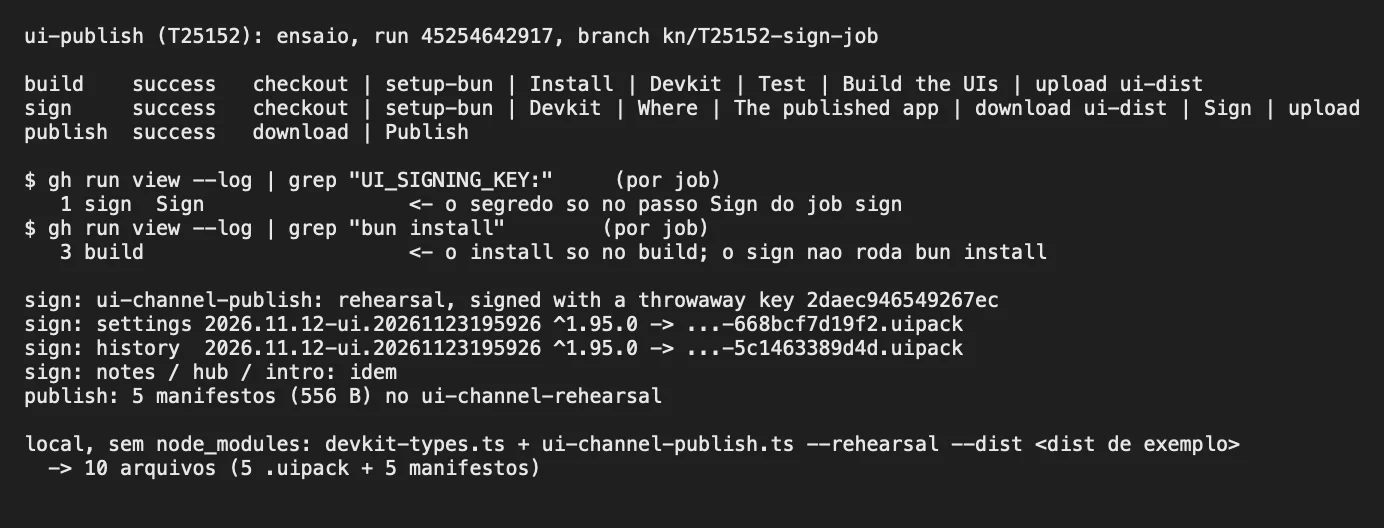 ui-publish (T25152): ensaio, run 45254642917, branch kn/T25152-sign-job
build    success   checkout | setup-bun | Install | Devkit | Test | Build the UIs | upload ui-dist
sign     success   checkout | setup-bun | Devkit | Where | The published app | download ui-dist | Sign | upload
publish  success   download | Publish
$ gh run view --log | grep "UI_SIGNING_KEY:"     (por job)
   1 sign  Sign                 <- o segredo so no passo Sign do job sign
$ gh run view --log | grep "bun install"        (por job)
   3 build                      <- o install so no build; o sign nao roda bun install
sign: ui-channel-publish: rehearsal, signed with a throwaway key 2daec946549267ec
sign: settings 2026.11.12-ui.20261123195926 ^1.95.0 -> ...-668bcf7d19f2.uipack
sign: history  2026.11.12-ui.20261123195926 ^1.95.0 -> ...-5c1463389d4d.uipack
sign: notes / hub / intro: idem
publish: 5 manifestos (556 B) no ui-channel-rehearsal
local, sem node_modules: devkit-types.ts + ui-channel-publish.ts --rehearsal --dist <dist de exemplo>
  -> 10 arquivos (5 .uipack + 5 manifestos)